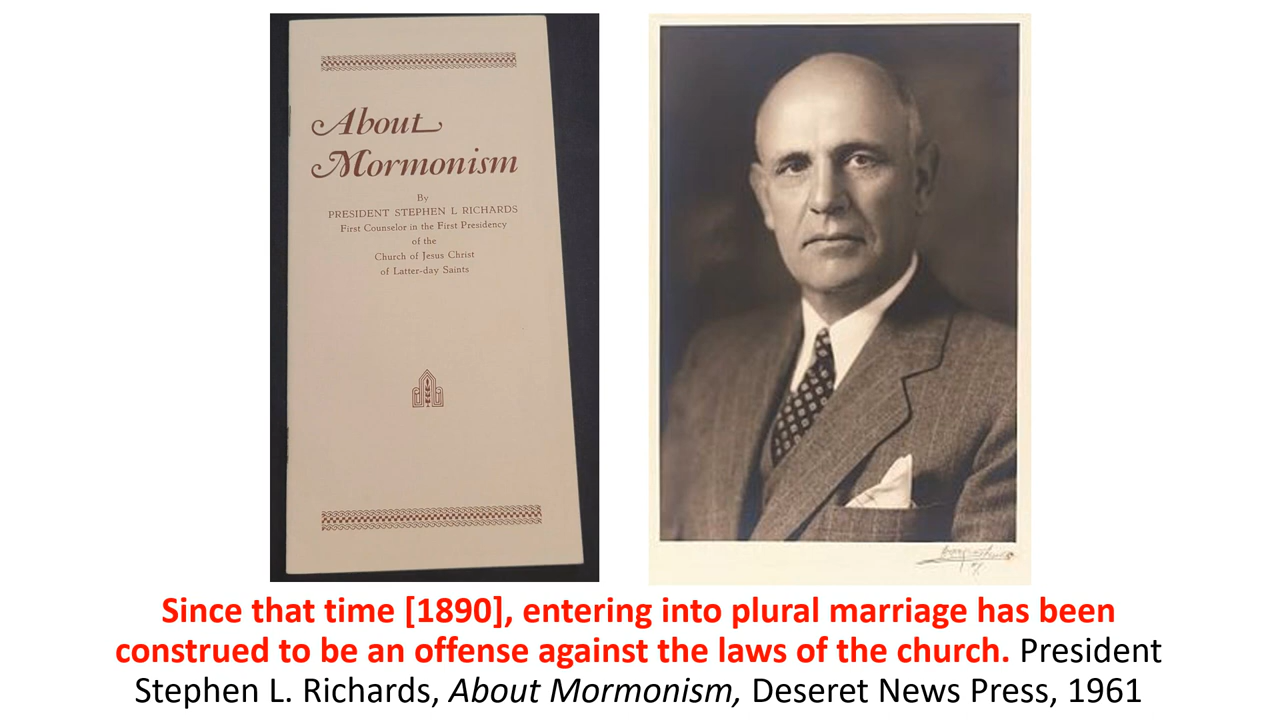 About
Mormonism
By
PRESIDENT STEPHEN L RICHARDS
First Counselor in the First Presidency
of the
Church of Jesus Christ
of Latter-day Saints
Since that time [1890], entering into plural marriage has been
construed to be an offense against the laws of the church. President
Stephen L. Richards, About Mormonism, Deseret News Press, 1961